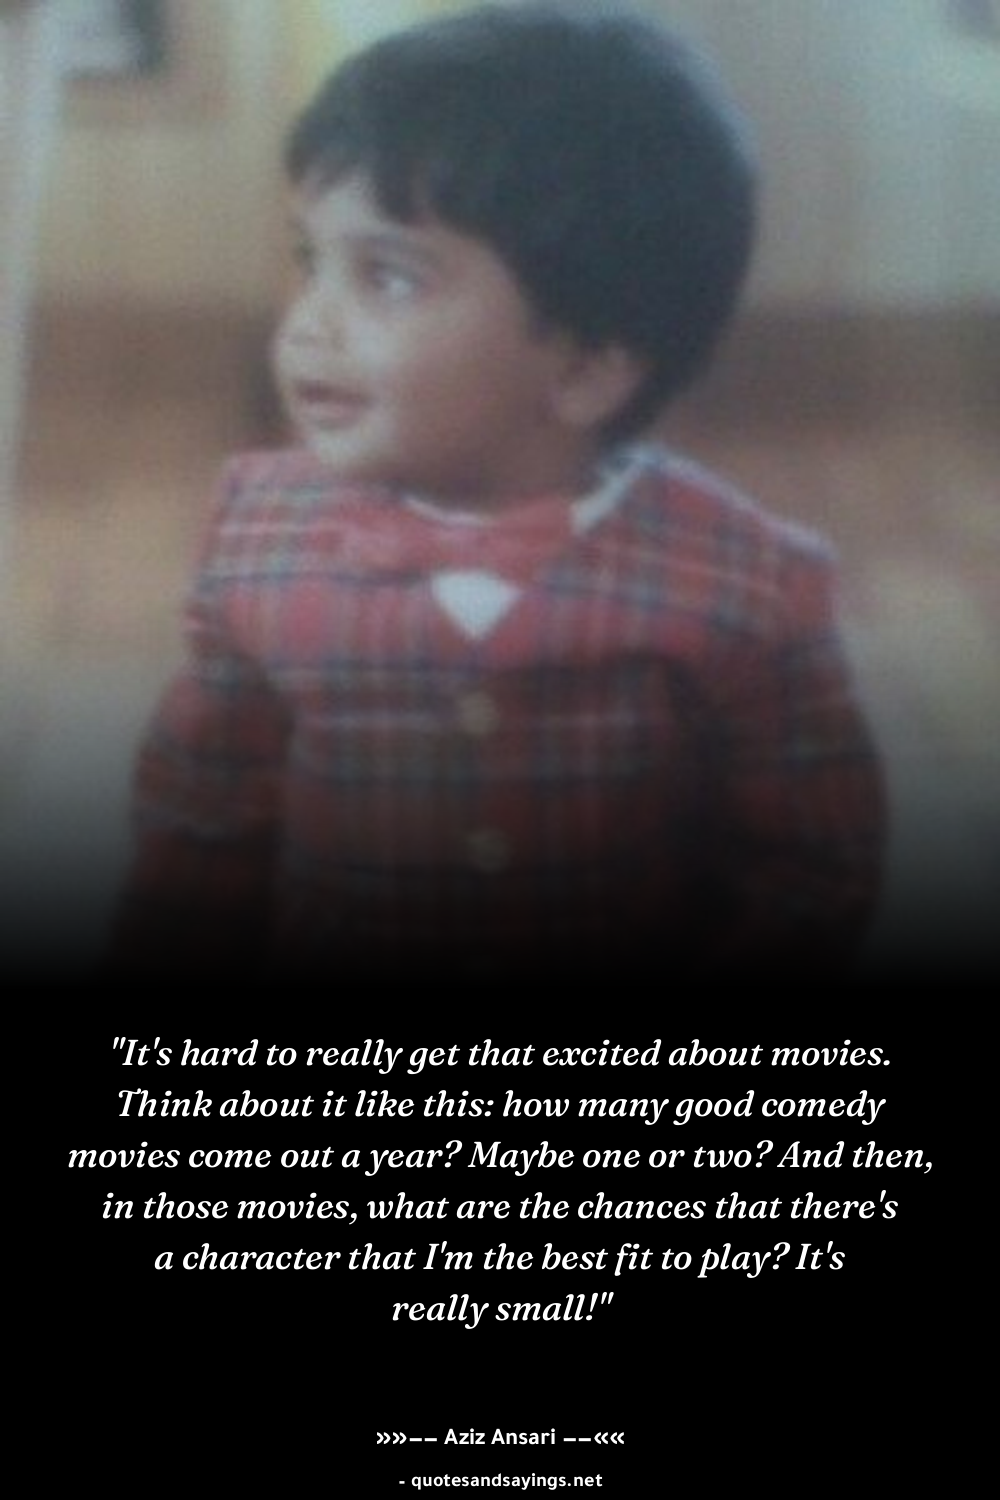 "It's hard to really get that excited about movies.
Think about it like this: how many good comedy
movies come out a year? Maybe one or two? And then,
in those movies, what are the chances that there's
a character that I'm the best fit to play? It's
really small!"
»»–– Aziz Ansari ––««
- quotesandsayings.net